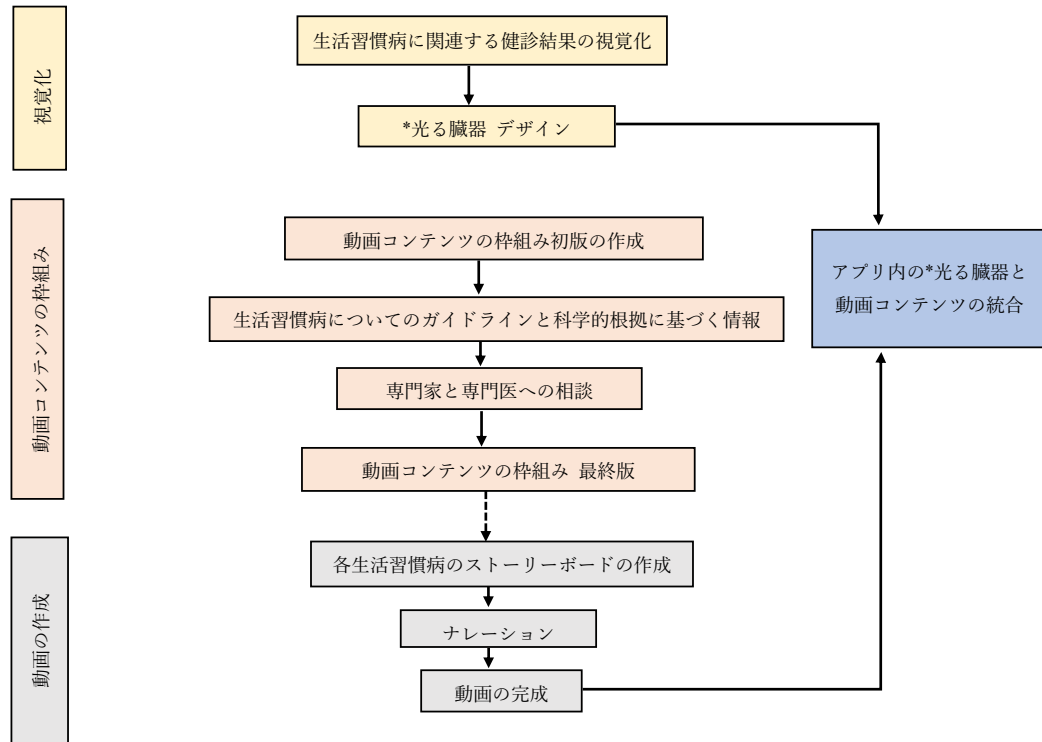 視覚化
生活習慣病に関連する健診結果の視覚化
*光る臓器 デザイン
動画コンテンツの枠組み
動画コンテンツの枠組み初版の作成
生活習慣病についてのガイドラインと科学的根拠に基づく情報
専門家と専門医への相談
動画コンテンツの枠組み 最終版
アプリ内の*光る臓器と
動画コンテンツの統合
動画の作成
各生活習慣病のストーリーボードの作成
ナレーション
動画の完成